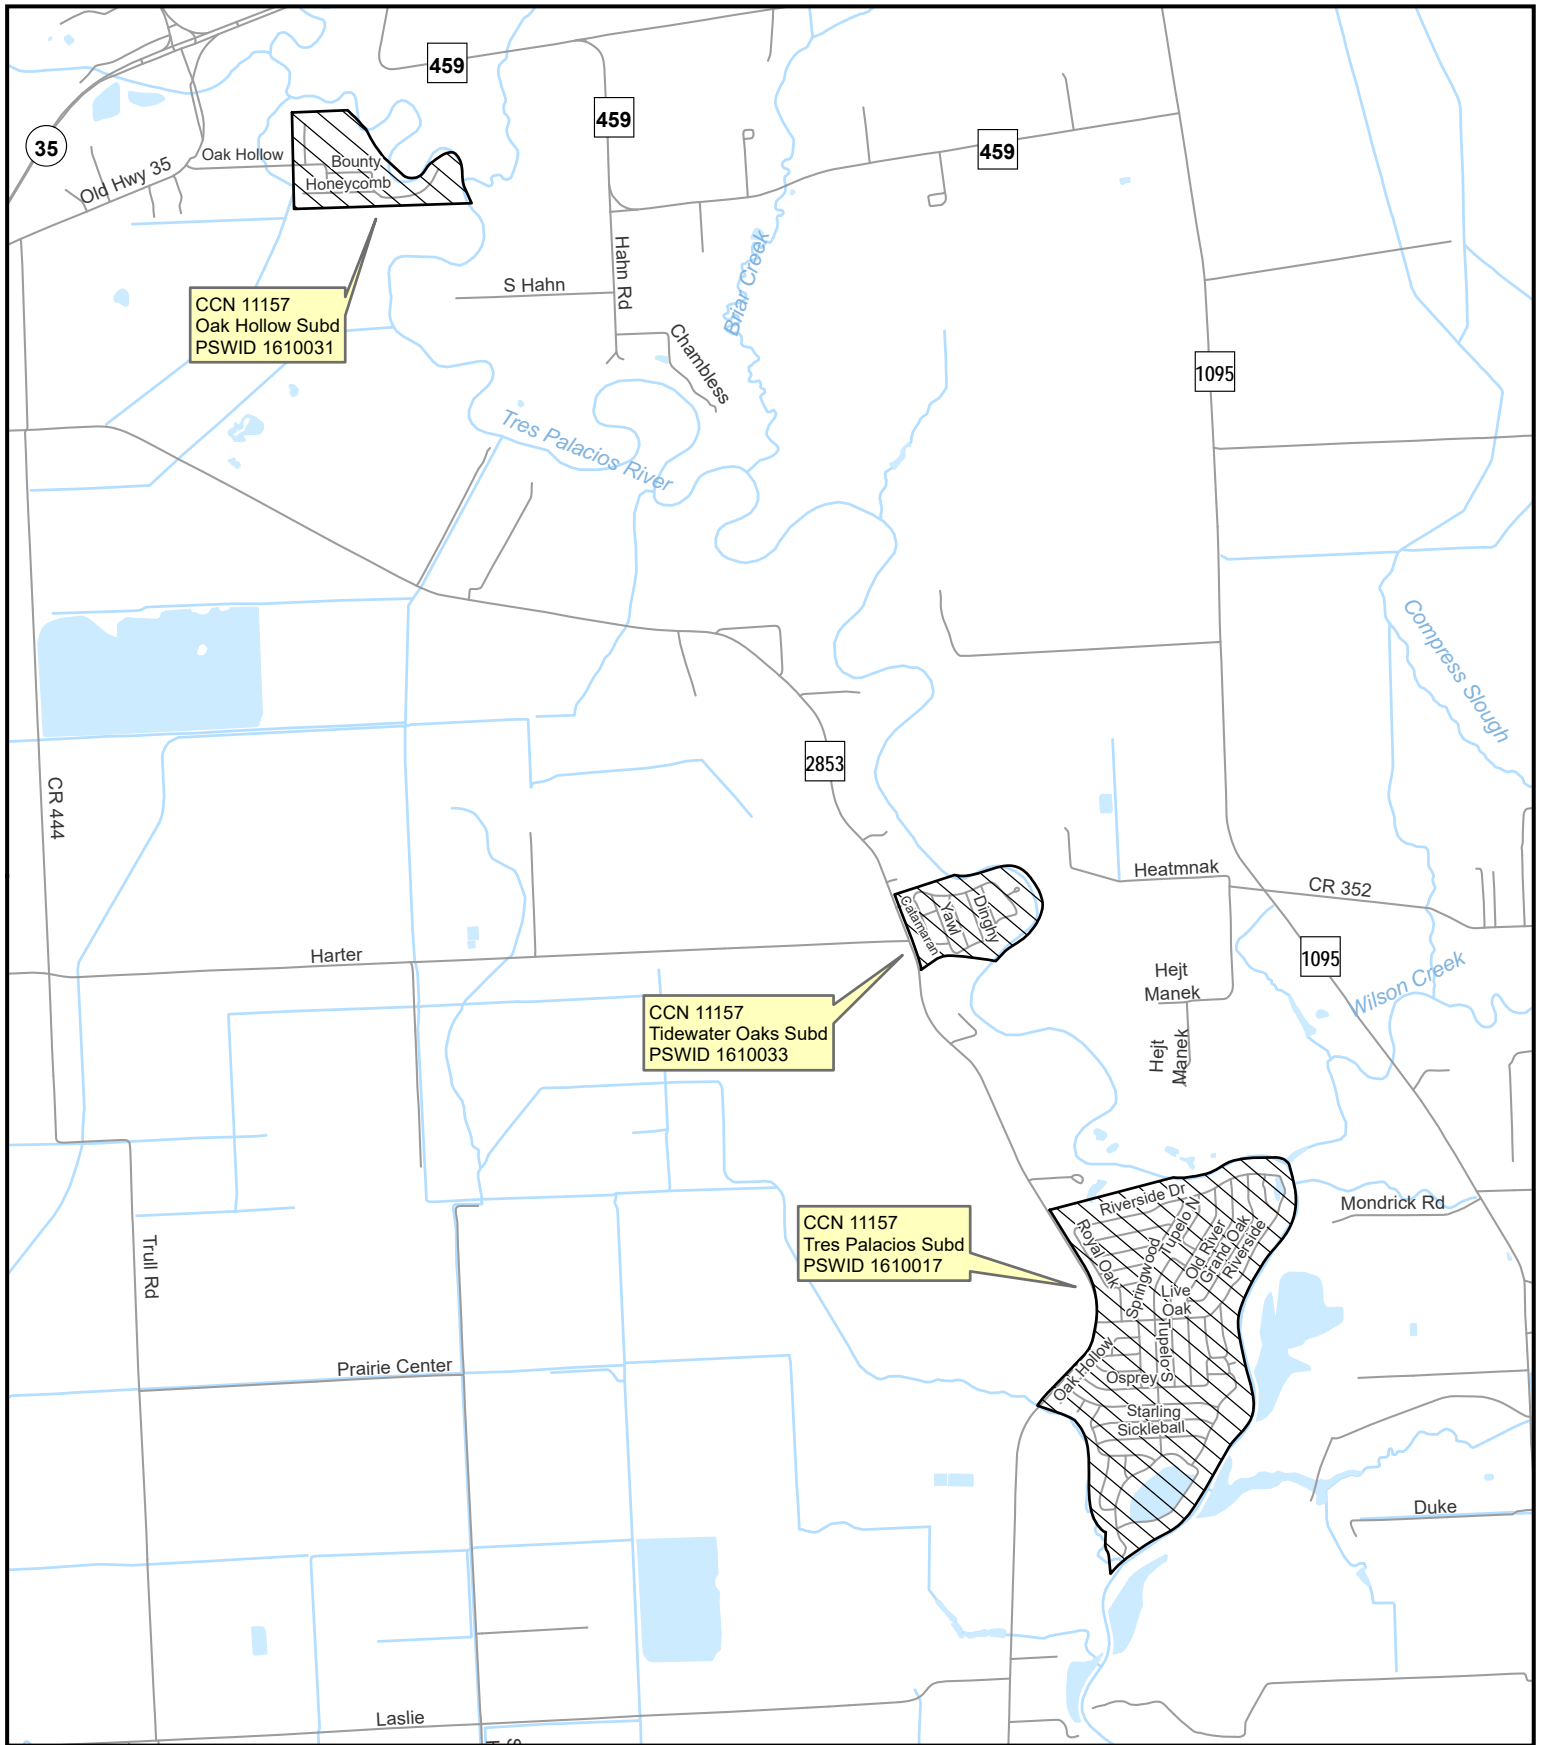 459
459
35
459
Oak Hollow
Bounty
Old Hwy 35
Honeycomb
Hahn Rd
Briar Creek
S Hahn
CCN 11157
Oak Hollow Subd
PSWID 1610031
Chambless
1095
Tres Palacios River
Compress Slough
2853
CR 444
Heatmnak
CR 352
Catamaran
Yawl
Dinghy
Harter
1095
Hejt
Manek
Wilson Creek
CCN 11157
Tidewater Oaks Subd
PSWID 1610033
Hejt
Manek
Riverside Dr
Mondrick Rd
Tupelo N
CCN 11157
Tres Palacios Subd
PSWID 1610017
Royal Oak
Springwood
Old River
Grand Oak
Riverside
Trull Rd
Live
Oak
Tupelo S
Prairie Center
Oak Hollow
Osprey
Starling
Sickleball
Duke
Laslie